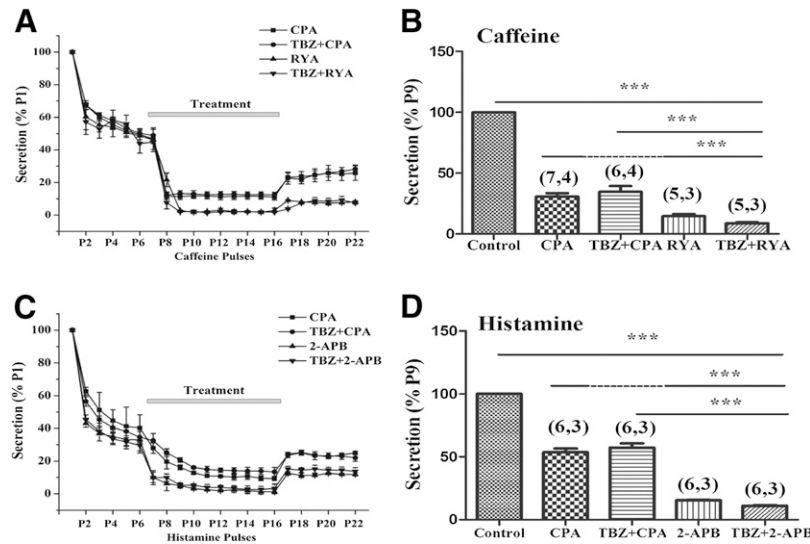 A
CPA
TBZ+CPA
RYA
TBZ+RYA
Treatment
Secretion (% P1)
100
80
60
40
20
0
P2 P4 P6 P8 P10 P12 P14 P16 P18 P20 P22
Caffeine Pulses
B
Caffeine
Secretion (% P9)
150
100
50
0
***
***
***
(7,4)
(6,4)
(5,3)
(5,3)
Control CPA TBZ+CPA RYA TBZ+RYA
C
CPA
TBZ+CPA
2-APB
TBZ+2-APB
Treatment
Secretion (% P1)
100
80
60
40
20
0
P2 P4 P6 P8 P10 P12 P14 P16 P18 P20 P22
Histamine Pulses
D
Histamine
Secretion (% P9)
150
100
50
0
***
***
***
(6,3)
(6,3)
(6,3)
(6,3)
Control CPA TBZ+CPA 2-APB TBZ+2-APB